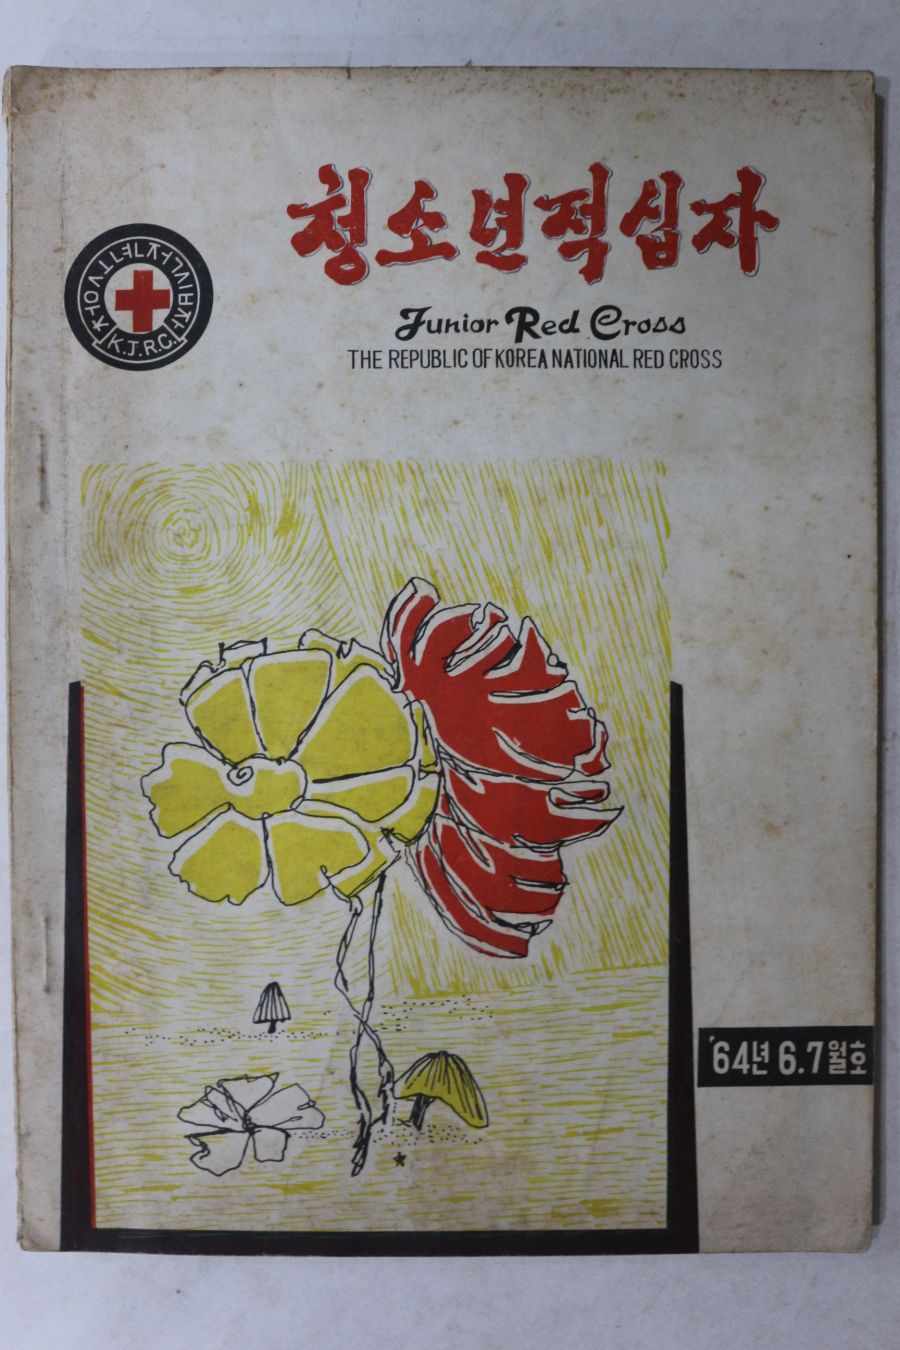 청소년적십자
Junior Red Cross
THE REPUBLIC OF KOREA NATIONAL RED CROSS
K.J.R.C.
'64년 6.7월호